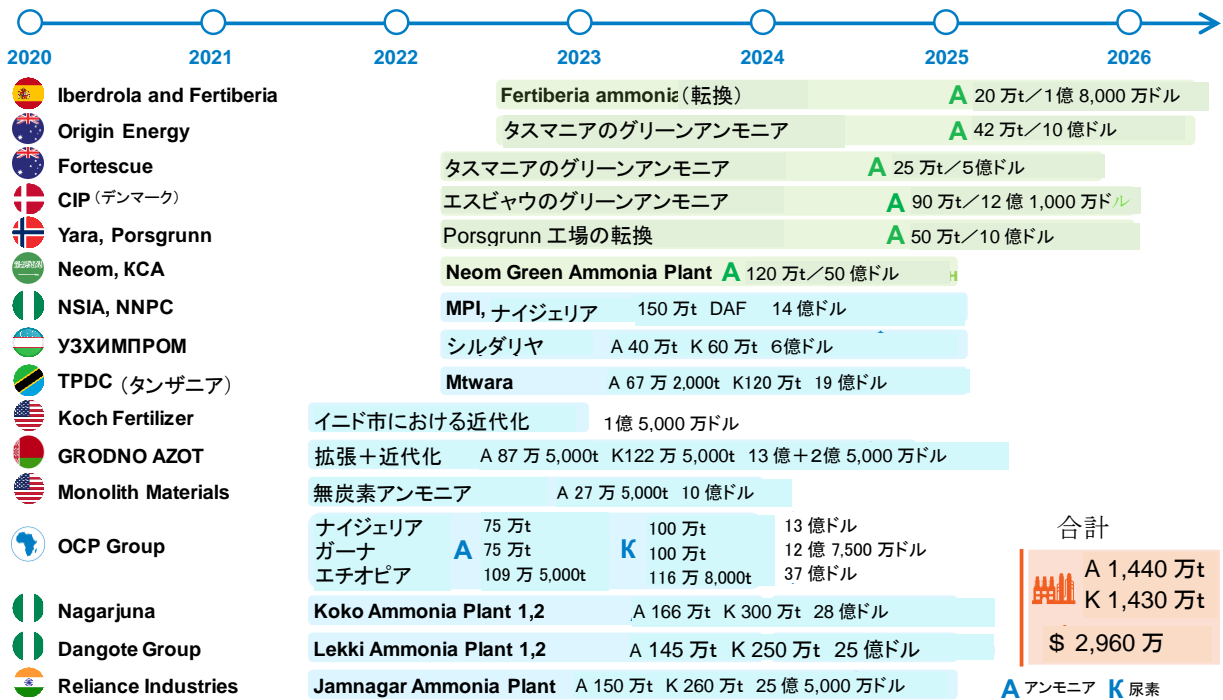 2020 2021 2022 2023 2024 2025 2026
Iberdrola and Fertiberia Fertiberia ammonia(転換) A 20 万t／1億 8,000 万ドル
Origin Energy タスマニアのグリーンアンモニア A 42 万t／10 億ドル
Fortescue タスマニアのグリーンアンモニア A 25 万t／5億ドル
CIP（デンマーク） エスビャウのグリーンアンモニア A 90 万t／12 億 1,000 万ドル
Yara, Porsgrunn Porsgrunn 工場の転換 A 50 万t／10 億ドル
Neom, КСА Neom Green Ammonia Plant A 120 万t／50 億ドル
NSIA, NNPC MPI, ナイジェリア 150 万t DAF 14 億ドル
УЗХИМПРОМ シルダリヤ A 40 万t K 60 万t 6億ドル
TPDC（タンザニア） Mtwara A 67 万 2,000t K120 万t 19 億ドル
Koch Fertilizer イニド市における近代化 1億 5,000 万ドル
GRODNO AZOT 拡張＋近代化 A 87 万 5,000t K122 万 5,000t 13 億＋2億 5,000 万ドル
Monolith Materials 無炭素アンモニア A 27 万 5,000t 10 億ドル
ナイジェリア 75 万t 100 万t 13 億ドル
OCP Group ガーナ A 75 万t К 100 万t 12 億 7,500 万ドル
エチオピア 109 万 5,000t 116 万 8,000t 37 億ドル
Nagarjuna Koko Ammonia Plant 1,2 A 166 万t K 300 万t 28 億ドル
Dangote Group Lekki Ammonia Plant 1,2 A 145 万t K 250 万t 25 億ドル
Reliance Industries Jamnagar Ammonia Plant A 150 万t K 260 万t 25 億 5,000 万ドル
合計
A 1,440 万t
K 1,430 万t
$ 2,960 万
A アンモニア К 尿素